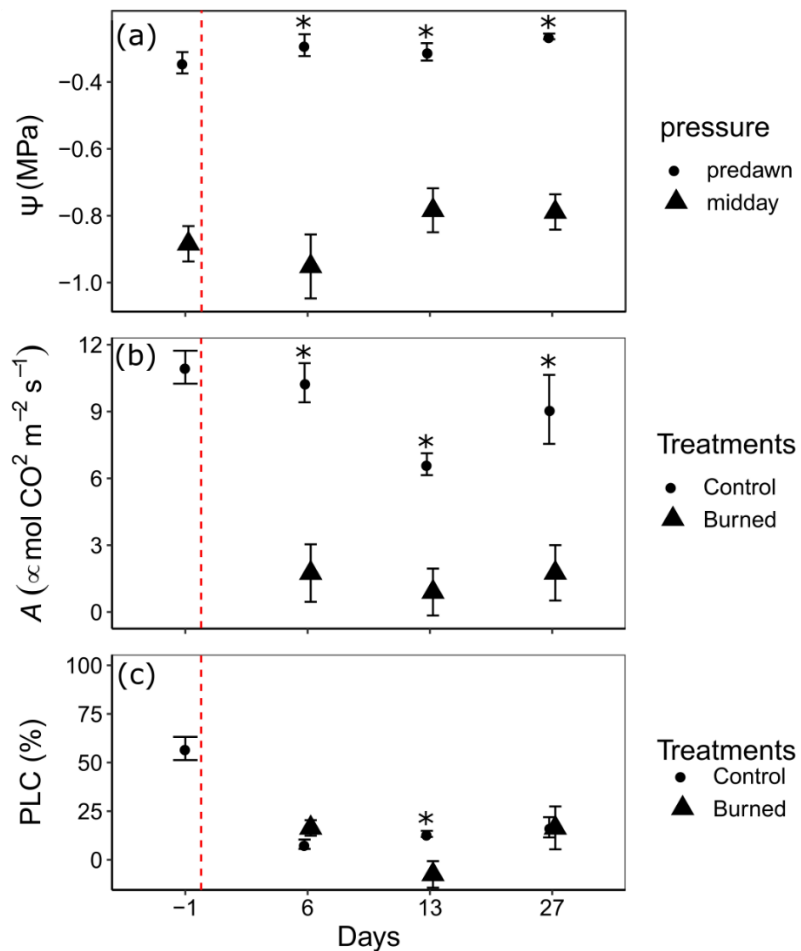 (a)
* * *
−0.4
−0.6
−0.8
−1.0
Ψ (MPa)
pressure
predawn
midday
(b)
* * *
12
9
6
3
0
A (∝ mol CO² m⁻² s⁻¹)
Treatments
Control
Burned
(c)
*
100
75
50
25
0
PLC (%)
Treatments
Control
Burned
−1 6 13 27
Days